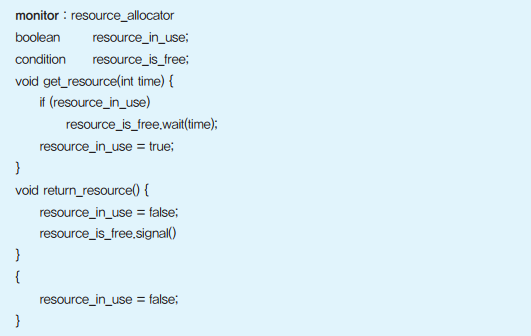 monitor : resource_allocator
boolean resource_in_use;
condition resource_is_free;
void get_resource(int time) {
if (resource_in_use)
resource_is_free.wait(time);
resource_in_use = true;
}
void return_resource() {
resource_in_use = false;
resource_is_free.signal()
}
{
resource_in_use = false;
}